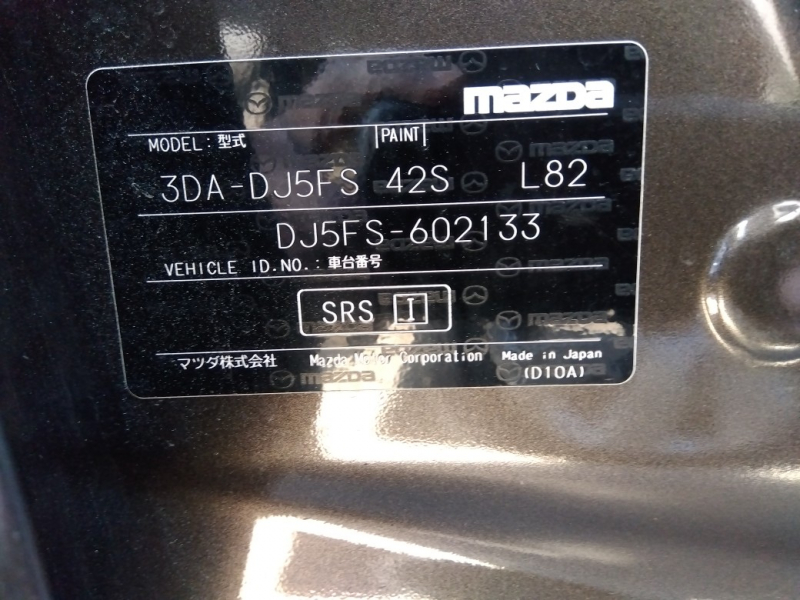 mazda
MODEL: 型式 PAINT
3DA-DJ5FS 42S L82
DJ5FS-602133
VEHICLE ID.NO.: 車台番号
SRS I
マツダ株式会社 Mazda Motor Corporation Made in Japan
(D10A)